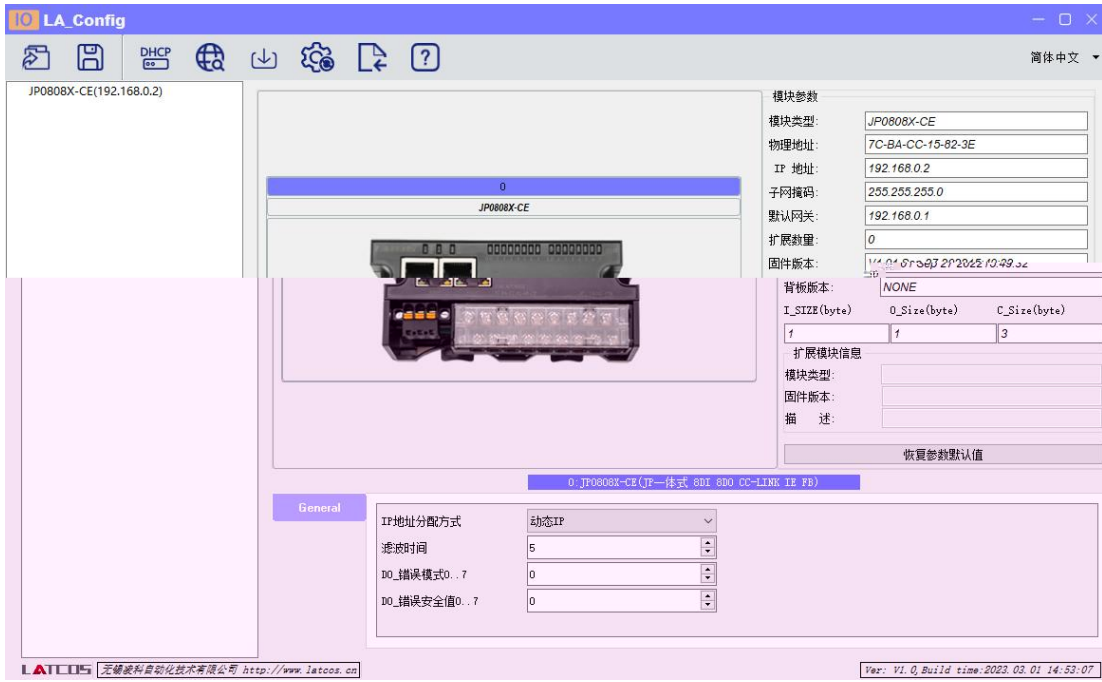 IO LA_Config
DHCP
?
简体中文
JP0808X-CE(192.168.0.2)
0
JP0808X-CE
模块参数
模块类型: JP0808X-CE
物理地址: 7C-BA-CC-15-82-3E
IP 地址: 192.168.0.2
子网掩码: 255.255.255.0
默认网关: 192.168.0.1
扩展数量: 0
固件版本:
背板版本: NONE
I_SIZE(byte) O_Size(byte) C_Size(byte)
1 1 3
扩展模块信息
模块类型:
固件版本:
描 述:
恢复参数默认值
0:JP0808X-CE(JP一体式 8DI 8DO CC-LINK IE FB)
General
IP地址分配方式 动态IP
滤波时间 5
DO_错误模式0..7 0
DO_错误安全值0..7 0
LATCOS 无锡凌科自动化技术有限公司 http://www.latcos.cn
Ver: V1.0,Build time:2023.03.01 14:53:07